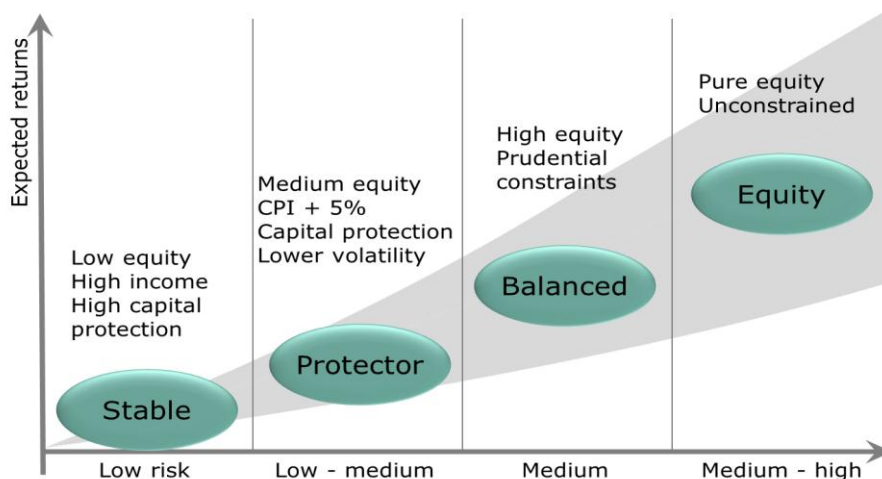 Expected returns
Low equity
High income
High capital
protection
Stable
Low risk
Medium equity
CPI + 5%
Capital protection
Lower volatility
Protector
Low - medium
High equity
Prudential
constraints
Balanced
Medium
Pure equity
Unconstrained
Equity
Medium - high